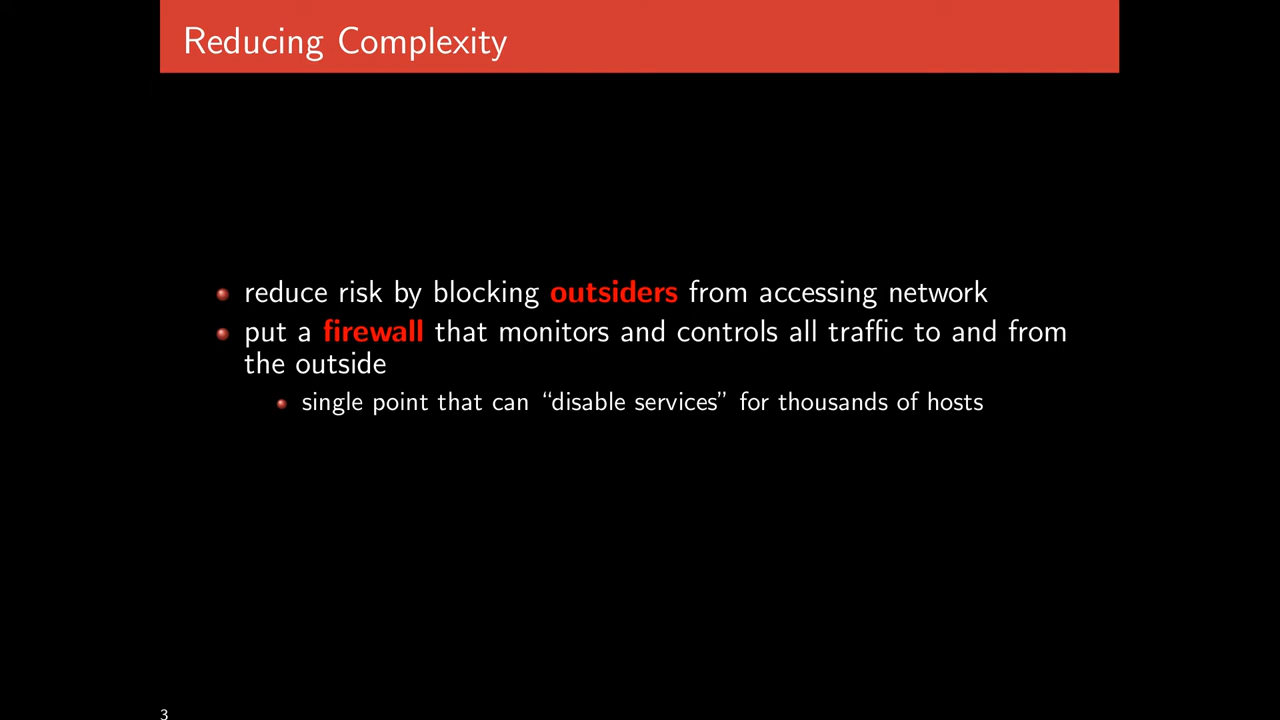 Reducing Complexity
reduce risk by blocking outsiders from accessing network
put a firewall that monitors and controls all traffic to and from
the outside
single point that can “disable services” for thousands of hosts
3